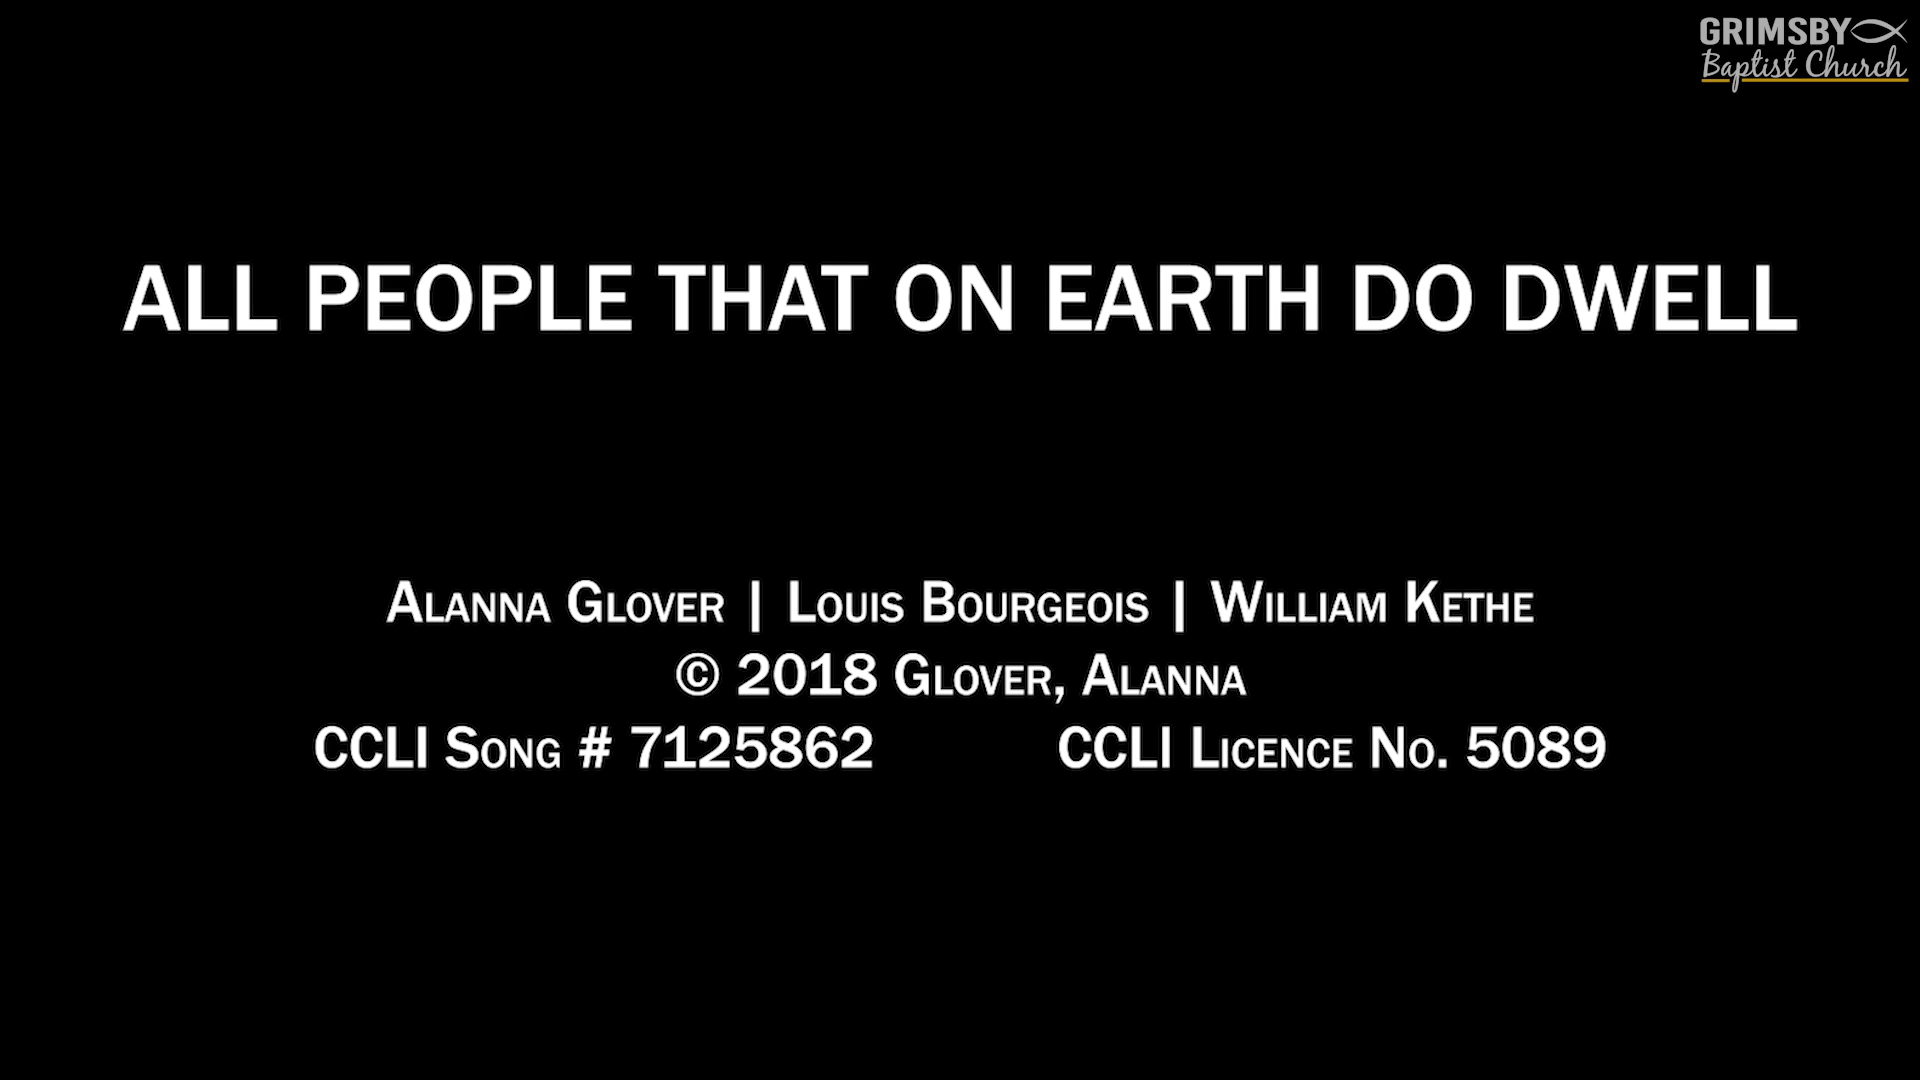 GRIMSBY
Baptist Church
ALL PEOPLE THAT ON EARTH DO DWELL
Alanna Glover | Louis Bourgeois | William Kethe
© 2018 Glover, Alanna
CCLI Song # 7125862 CCLI Licence No. 5089